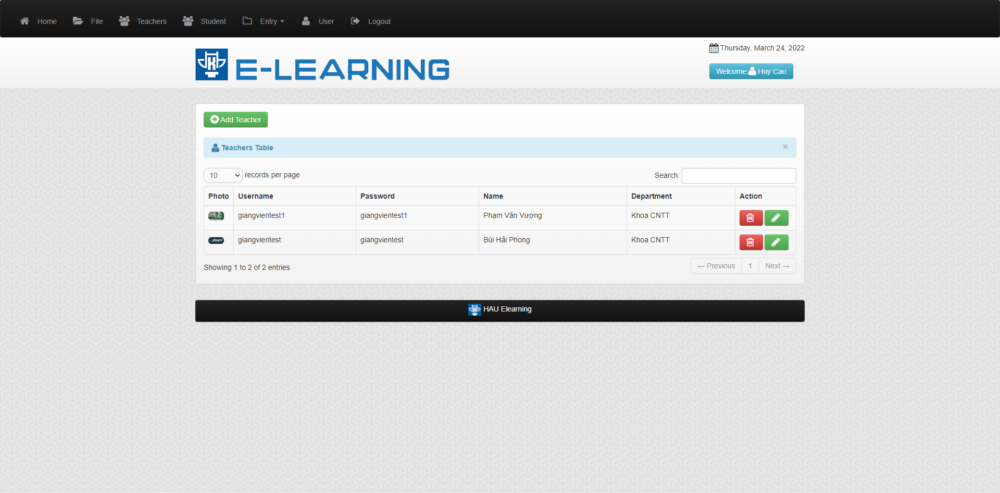 Home File Teachers Student Entry User Logout
Thursday, March 24, 2022
E-LEARNING
Welcome: Huy Cao
Add Teacher
Teachers Table ×
10 records per page Search:
Photo Username Password Name Department Action
giangvientest1 giangvientest1 Phạm Văn Vượng Khoa CNTT
jQuery giangvientest giangvientest Bùi Hải Phong Khoa CNTT
Showing 1 to 2 of 2 entries ← Previous 1 Next →
HAU Elearning